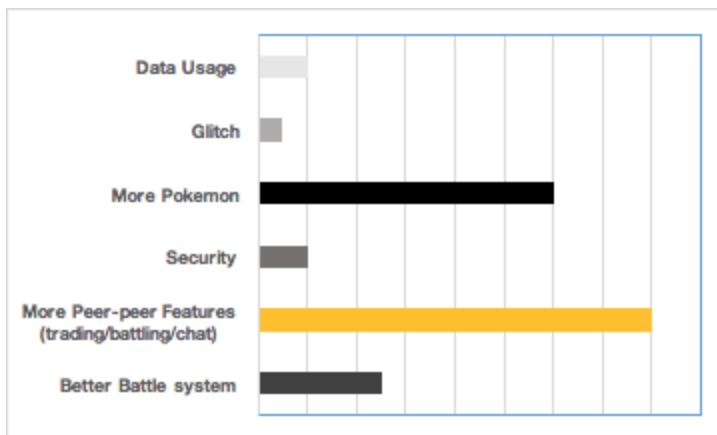 Data Usage
Glitch
More Pokemon
Security
More Peer-peer Features
(trading/battling/chat)
Better Battle system